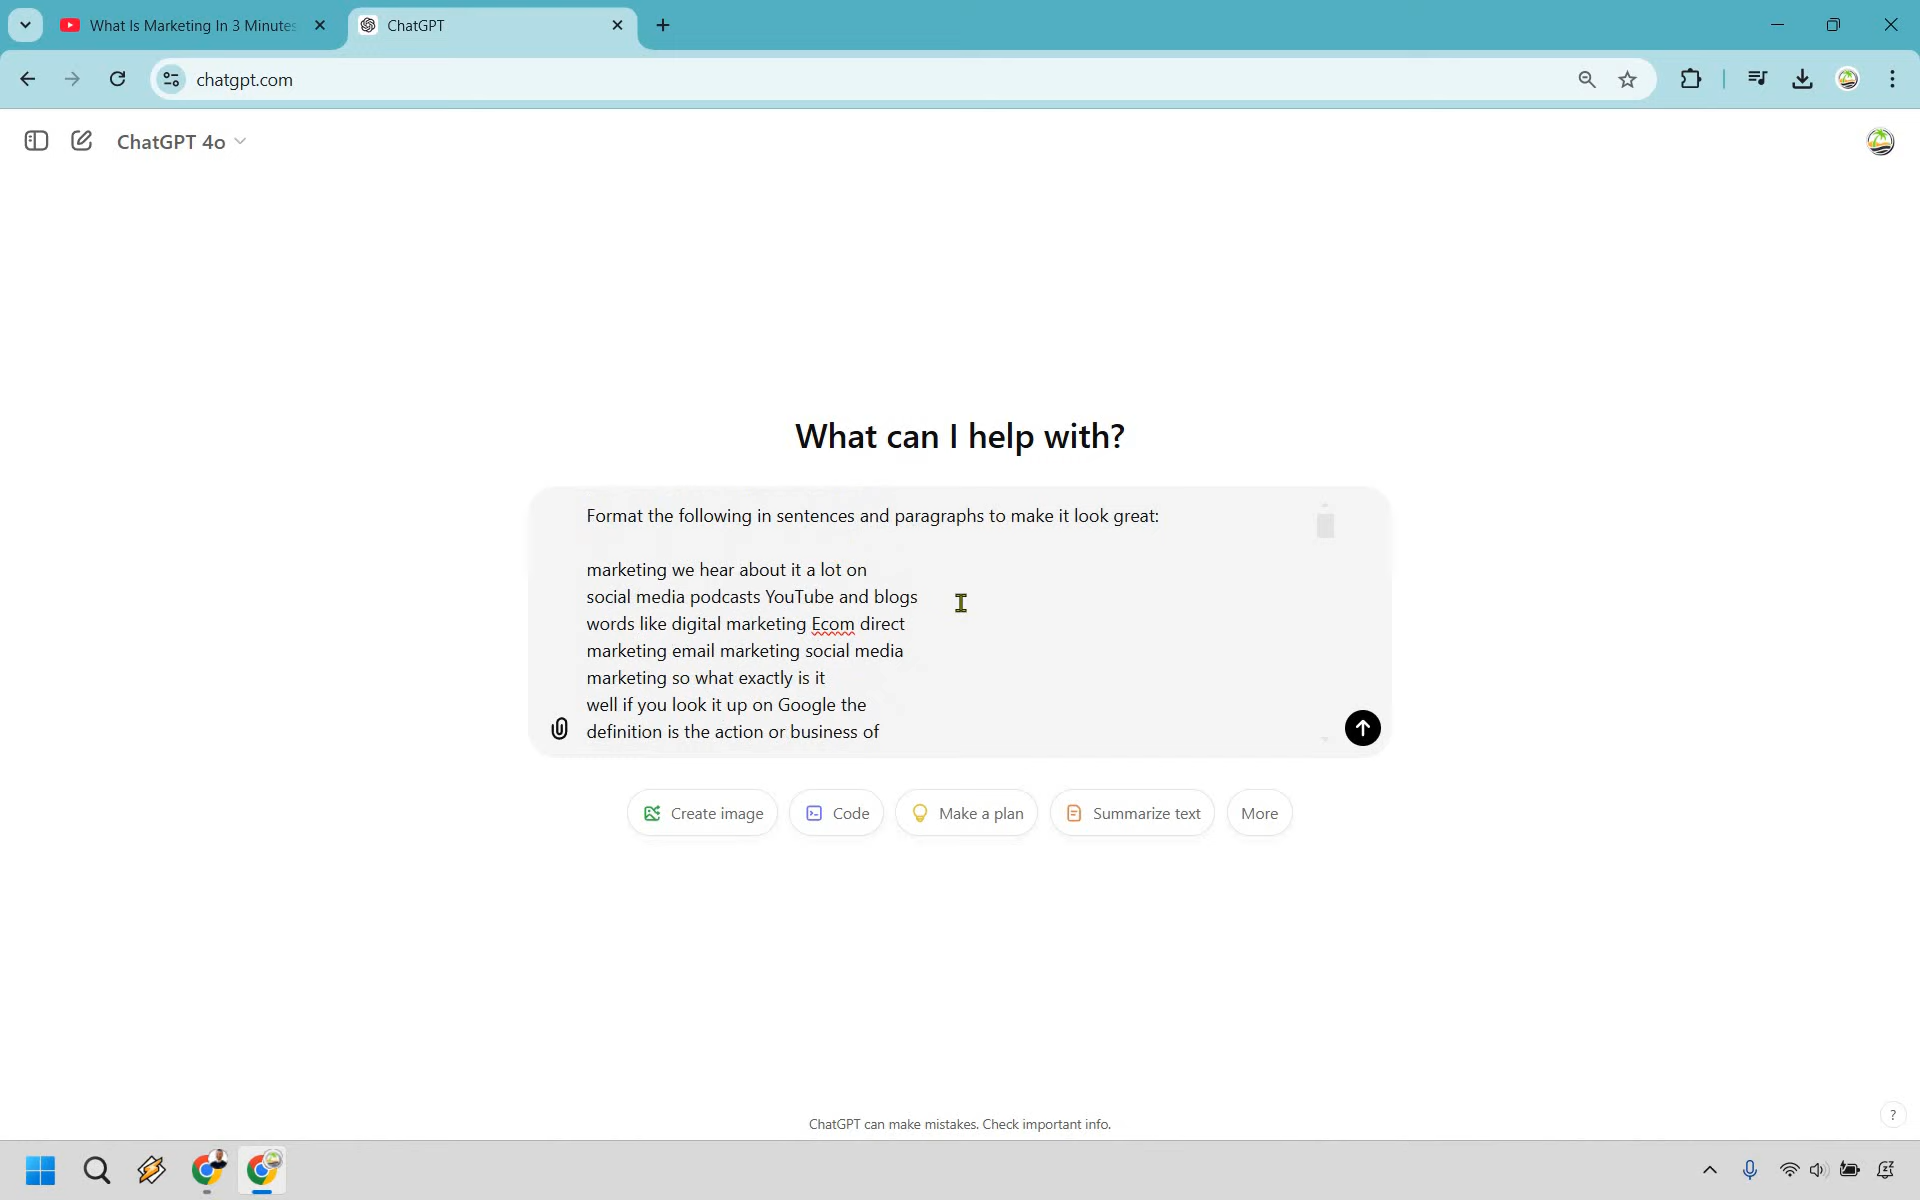 What Is Marketing In 3 Minutes
ChatGPT
chatgpt.com
ChatGPT 4o
What can I help with?
Format the following in sentences and paragraphs to make it look great:
marketing we hear about it a lot on
social media podcasts YouTube and blogs
words like digital marketing Ecom direct
marketing email marketing social media
marketing so what exactly is it
well if you look it up on Google the
definition is the action or business of
Create image
Code
Make a plan
Summarize text
More
ChatGPT can make mistakes. Check important info.
?